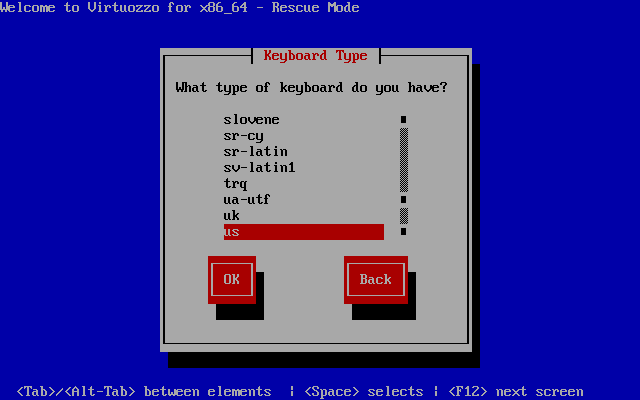 Welcome to Virtuozzo for x86_64 - Rescue Mode
Keyboard Type
What type of keyboard do you have?
slovene
sr-cy
sr-latin
sv-latin1
trq
ua-utf
uk
us
OK
Back
<Tab>/<Alt-Tab> between elements | <Space> selects | <F12> next screen